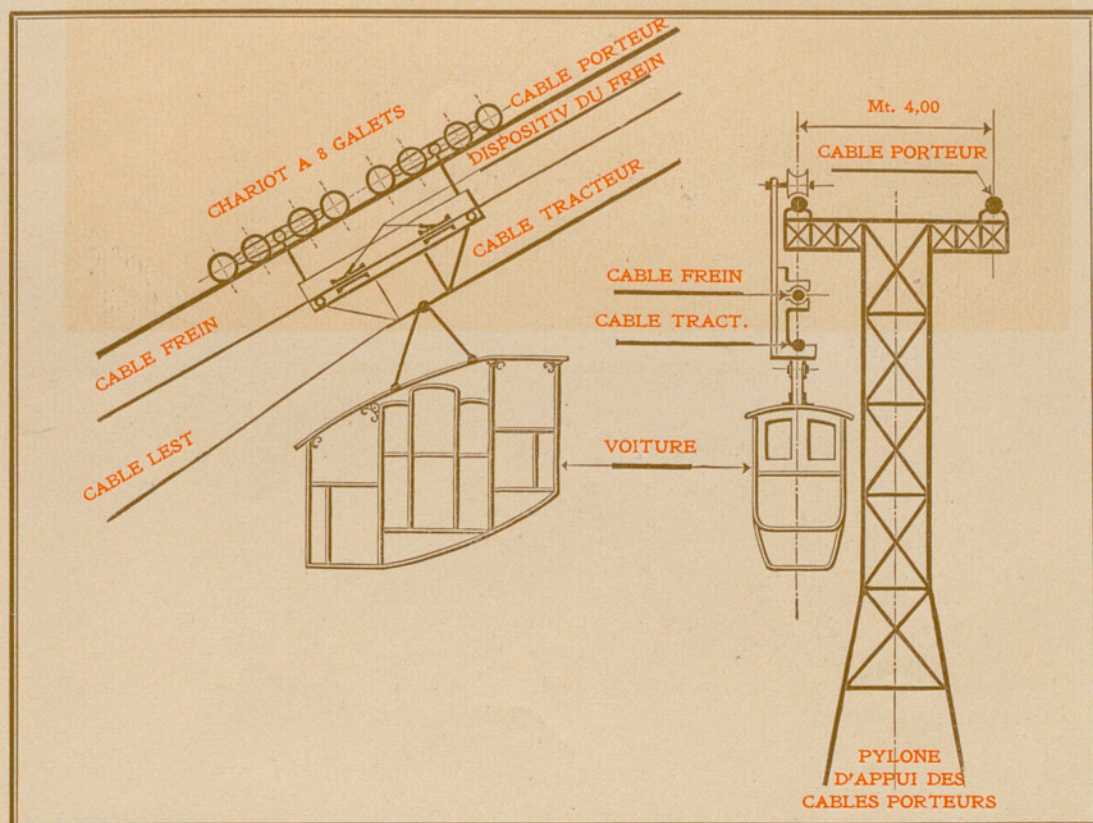 CABLE PORTEUR
DISPOSITIV DU FREIN
CHARIOT A 8 GALETS
CABLE TRACTEUR
CABLE FREIN
CABLE LEST
Mt. 4,00
CABLE PORTEUR
CABLE FREIN
CABLE TRACT.
VOITURE
PYLONE
D'APPUI DES
CABLES PORTEURS